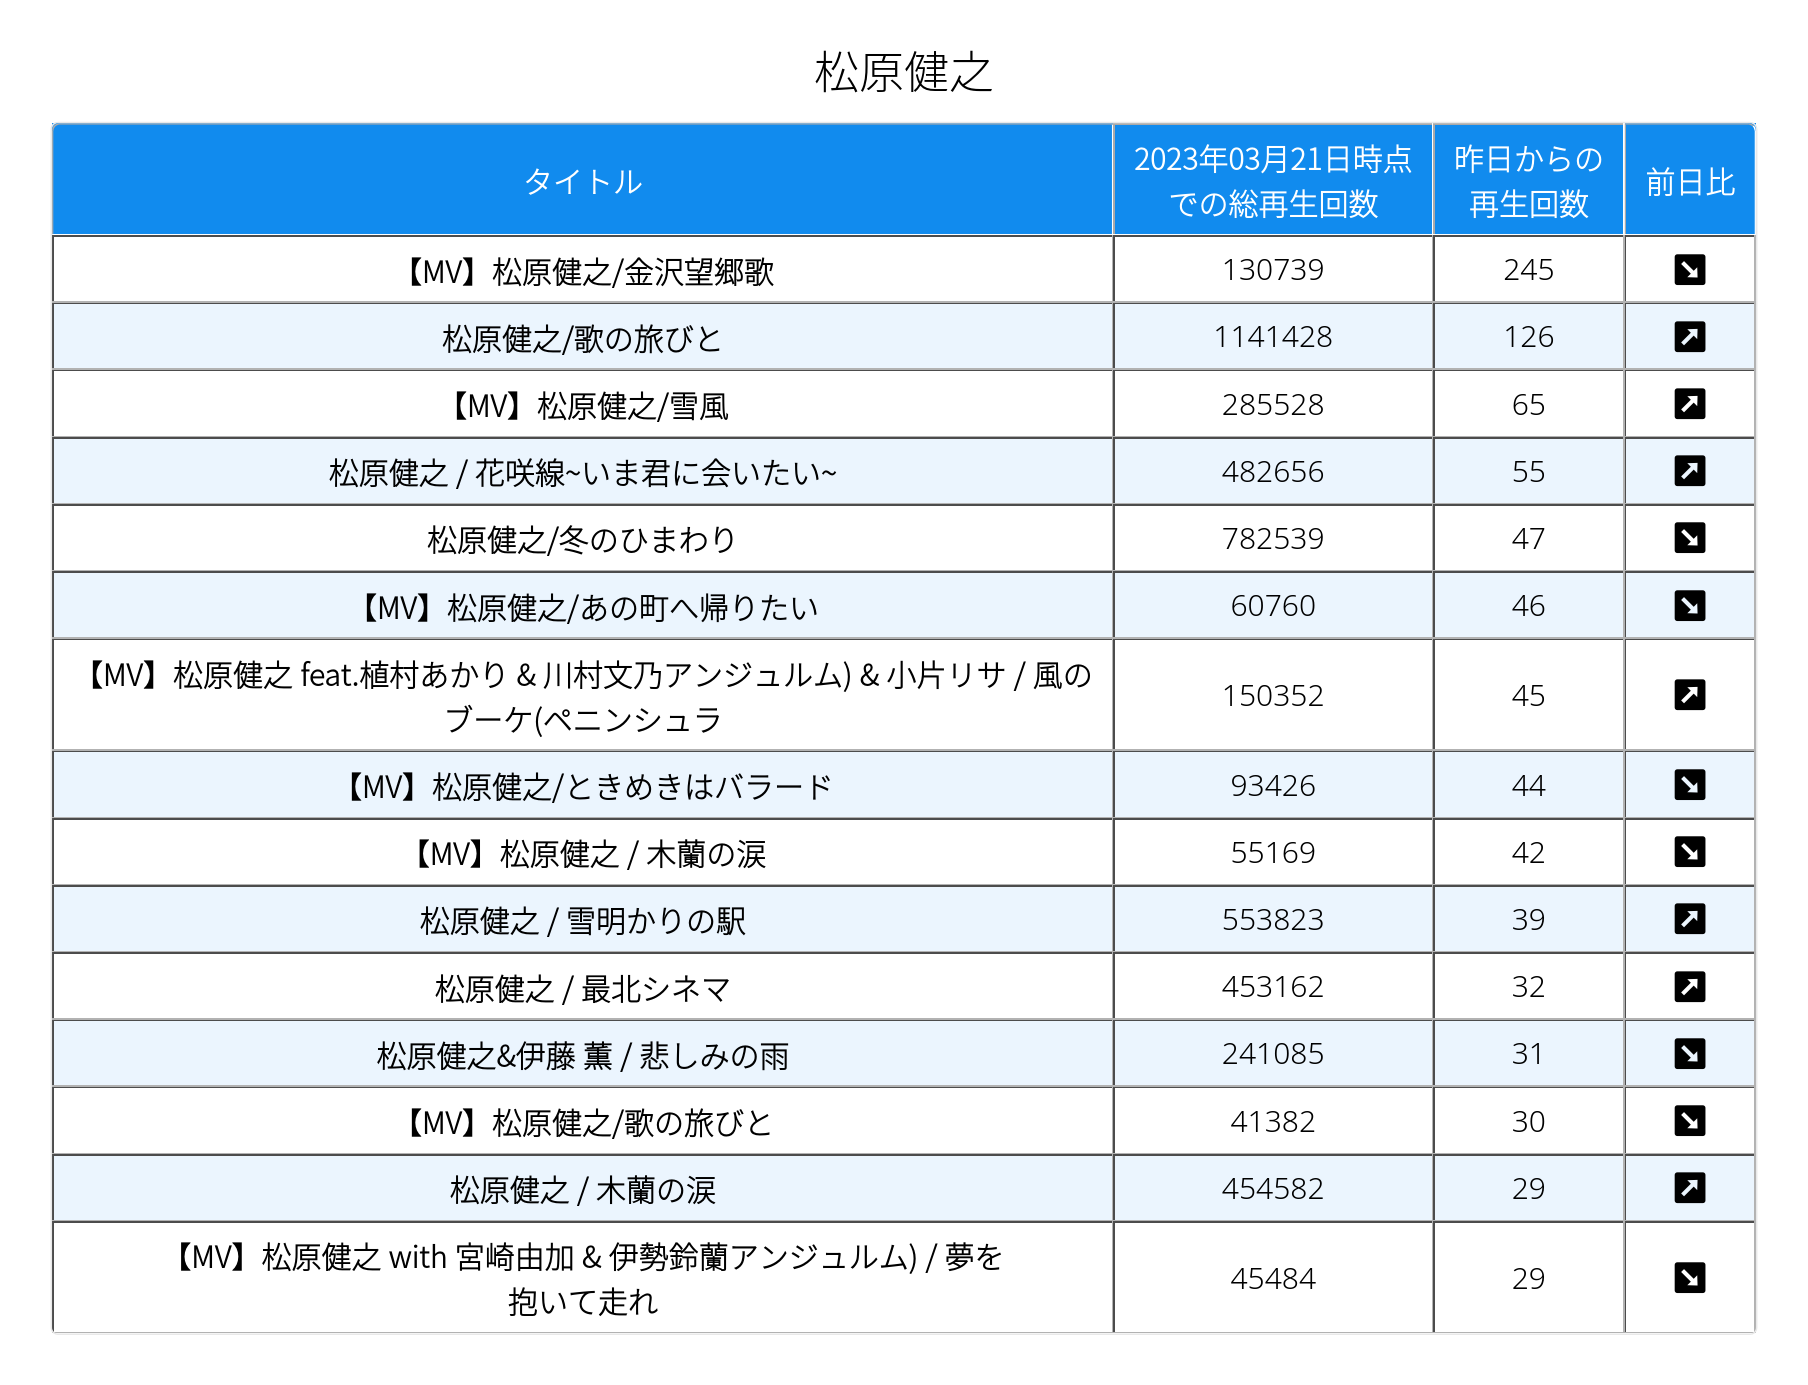 松原健之
タイトル
2023年03月21日時点
での総再生回数
昨日からの
再生回数
前日比
【MV】松原健之/金沢望郷歌 130739 245
松原健之/歌の旅びと 1141428 126
【MV】松原健之/雪風 285528 65
松原健之 / 花咲線~いま君に会いたい~ 482656 55
松原健之/冬のひまわり 782539 47
【MV】松原健之/あの町へ帰りたい 60760 46
【MV】松原健之 feat.植村あかり & 川村文乃アンジュルム) & 小片リサ / 風の
ブーケ(ペニンシュラ 150352 45
【MV】松原健之/ときめきはバラード 93426 44
【MV】松原健之 / 木蘭の涙 55169 42
松原健之 / 雪明かりの駅 553823 39
松原健之 / 最北シネマ 453162 32
松原健之&伊藤 薫 / 悲しみの雨 241085 31
【MV】松原健之/歌の旅びと 41382 30
松原健之 / 木蘭の涙 454582 29
【MV】松原健之 with 宮崎由加 & 伊勢鈴蘭アンジュルム) / 夢を
抱いて走れ 45484 29